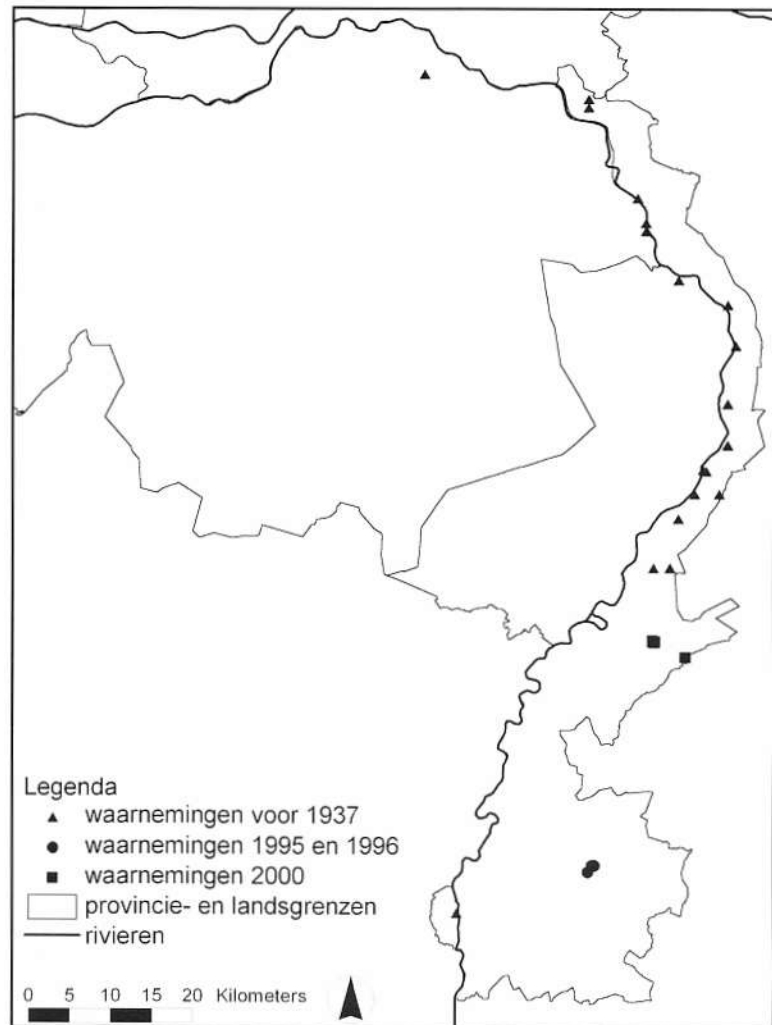 Legenda
waarnemingen voor 1937
waarnemingen 1995 en 1996
waarnemingen 2000
provincie- en landsgrenzen
rivieren
0 5 10 15 20 Kilometers